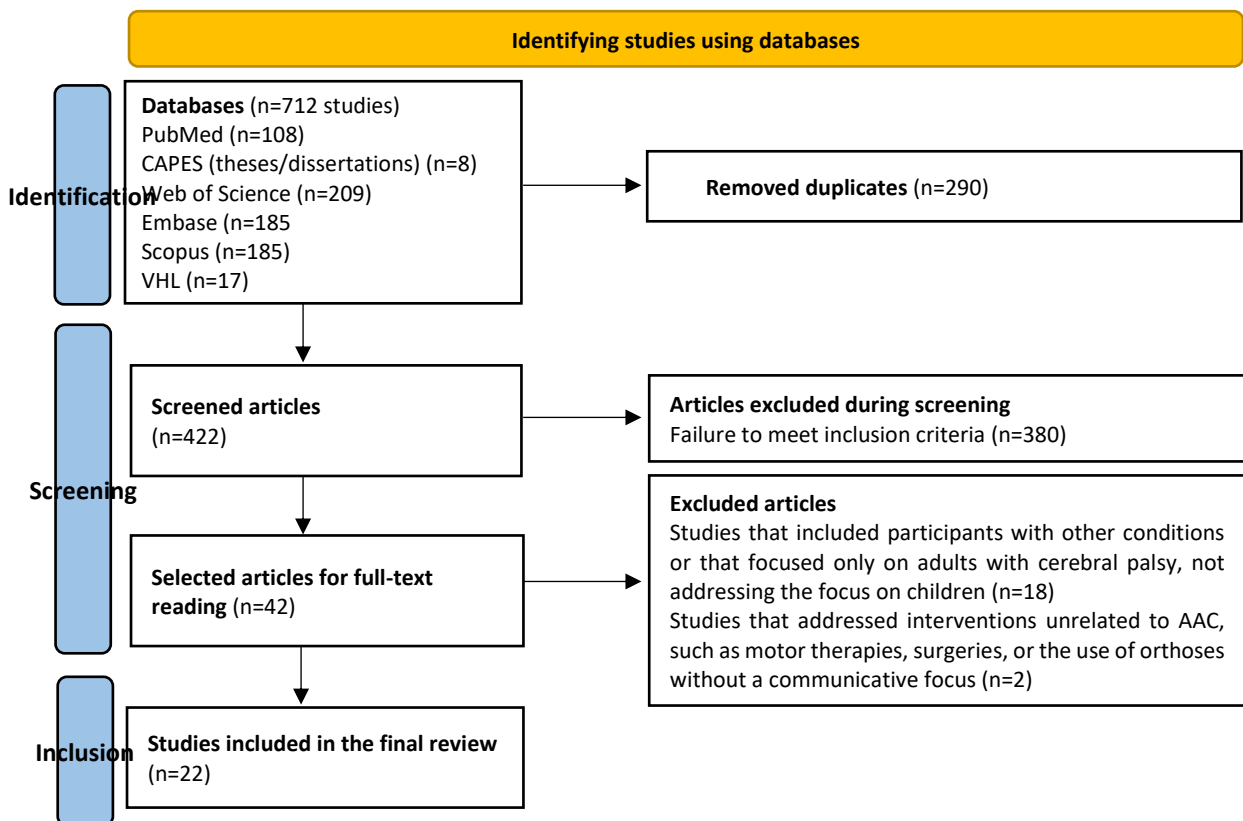 Identifying studies using databases
Identification
Databases (n=712 studies)
PubMed (n=108)
CAPES (theses/dissertations) (n=8)
Web of Science (n=209)
Embase (n=185
Scopus (n=185)
VHL (n=17)
Removed duplicates (n=290)
Screening
Screened articles
(n=422)
Articles excluded during screening
Failure to meet inclusion criteria (n=380)
Selected articles for full-text
reading (n=42)
Excluded articles
Studies that included participants with other conditions
or that focused only on adults with cerebral palsy, not
addressing the focus on children (n=18)
Studies that addressed interventions unrelated to AAC,
such as motor therapies, surgeries, or the use of orthoses
without a communicative focus (n=2)
Inclusion
Studies included in the final review
(n=22)